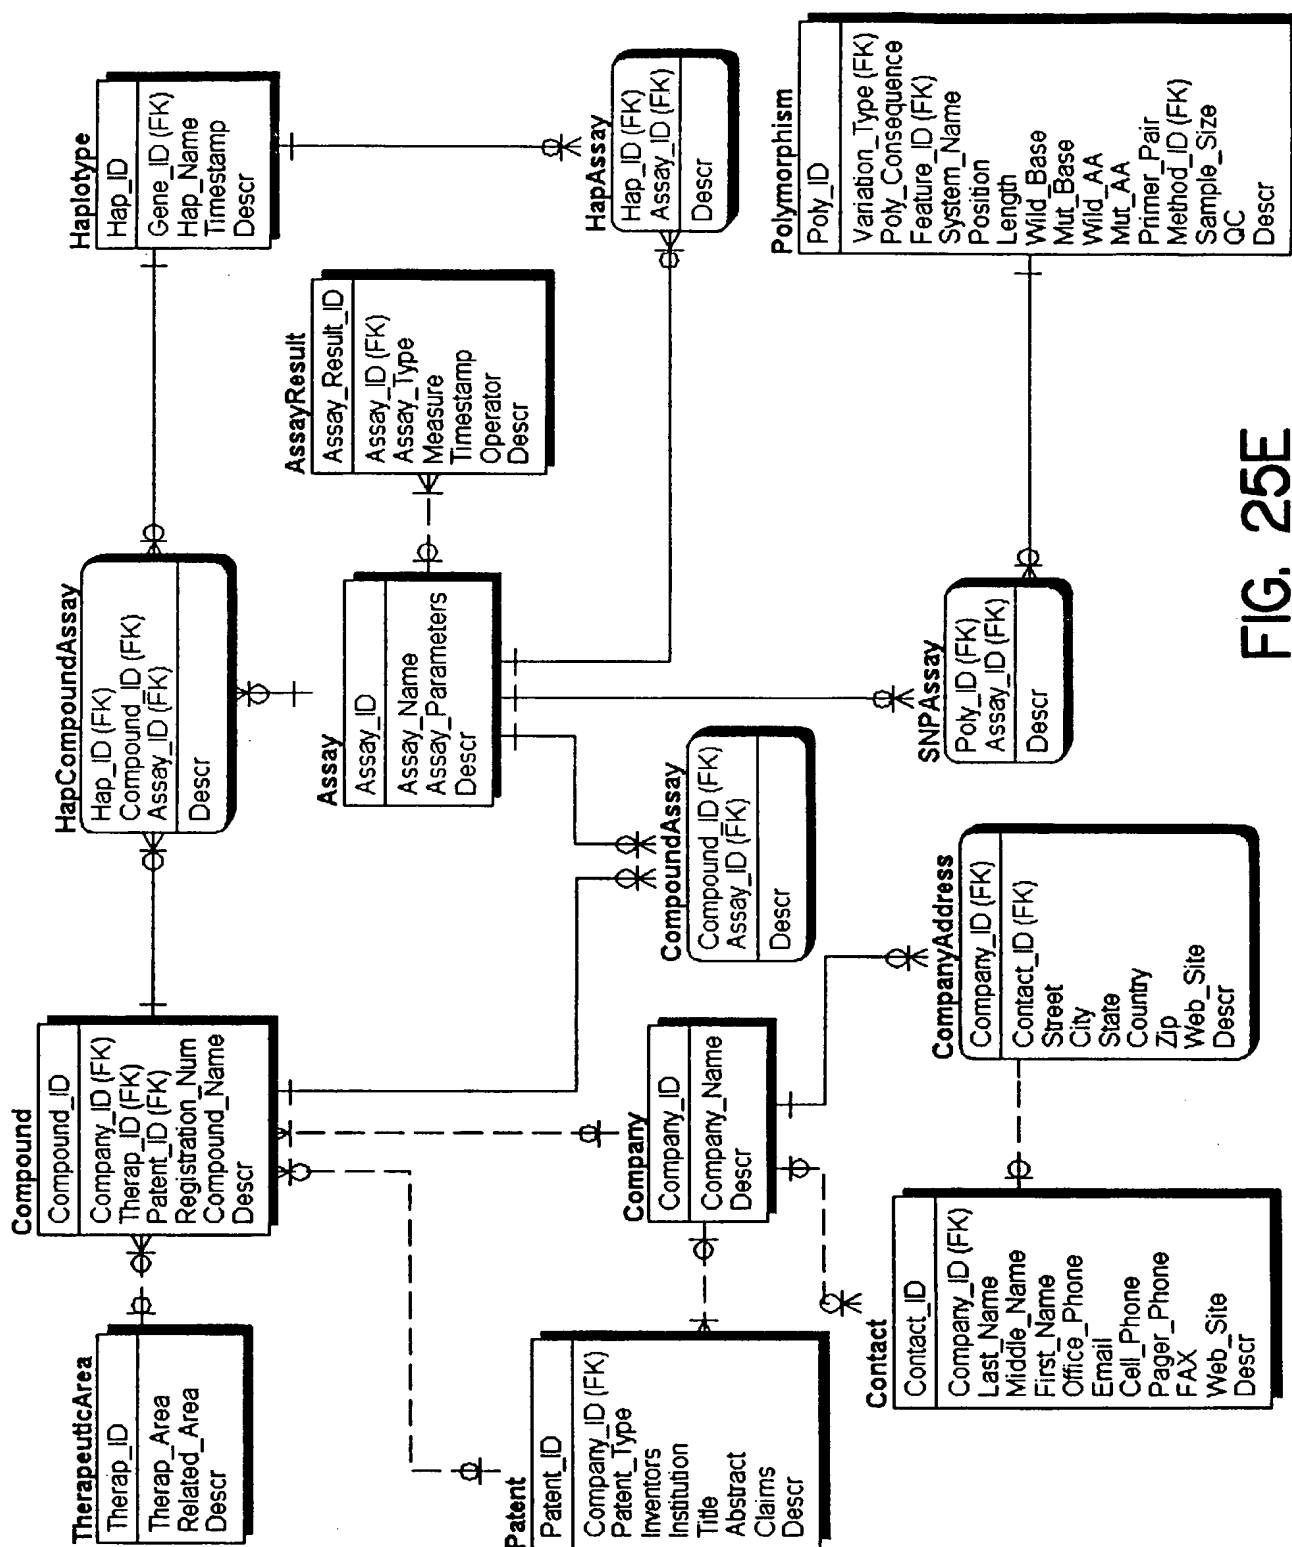 TherapeuticArea
Therap_ID
Therap_Area
Related_Area
Descr
Compound
Compound_ID
Company_ID (FK)
Therap_ID (FK)
Patent_ID (FK)
Registration_Num
Compound_Name
Descr
HapCompoundAssay
Hap_ID (FK)
Compound_ID (FK)
Assay_ID (FK)
Descr
Haplotype
Hap_ID
Gene_ID (FK)
Hap_Name
Timestamp
Descr
Assay
Assay_ID
Assay_Name
Assay_Parameters
Descr
AssayResult
Assay_Result_ID
Assay_ID (FK)
Assay_Type
Measure
Timestamp
Operator
Descr
HapAssay
Hap_ID (FK)
Assay_ID (FK)
Descr
Patent
Patent_ID
Company_ID (FK)
Patent_Type
Inventors
Institution
Title
Abstract
Claims
Descr
Company
Company_ID
Company_Name
Descr
CompoundAssay
Compound_ID (FK)
Assay_ID (FK)
Descr
Contact
Contact_ID
Company_ID (FK)
Last_Name
Middle_Name
First_Name
Office_Phone
Email
Cell_Phone
Pager_Phone
FAX
Web_Site
Descr
CompanyAddress
Company_ID (FK)
Contact_ID (FK)
Street
City
State
Country
Zip
Web_Site
Descr
SNPAssay
Poly_ID (FK)
Assay_ID (FK)
Descr
Polymorphism
Poly_ID
Variation_Type (FK)
Poly_Consequence
Feature_ID (FK)
System_Name
Position
Length
Wild_Base
Mut_Base
Wild_AA
Mut_AA
Primer_Pair
Method_ID (FK)
Sample_Size
QC
Descr
FIG. 25E